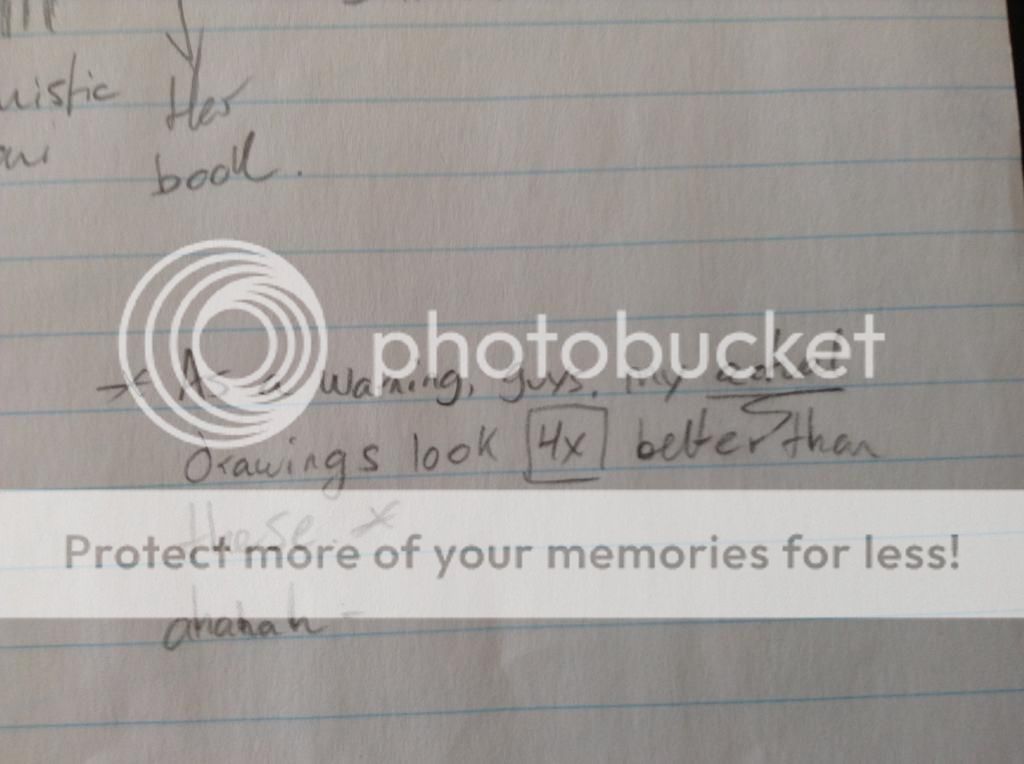 Her
book.
photobucket
* As a warning, guys. my actual
drawings look 4x better than
these. *
Protect more of your memories for less!
ahahah